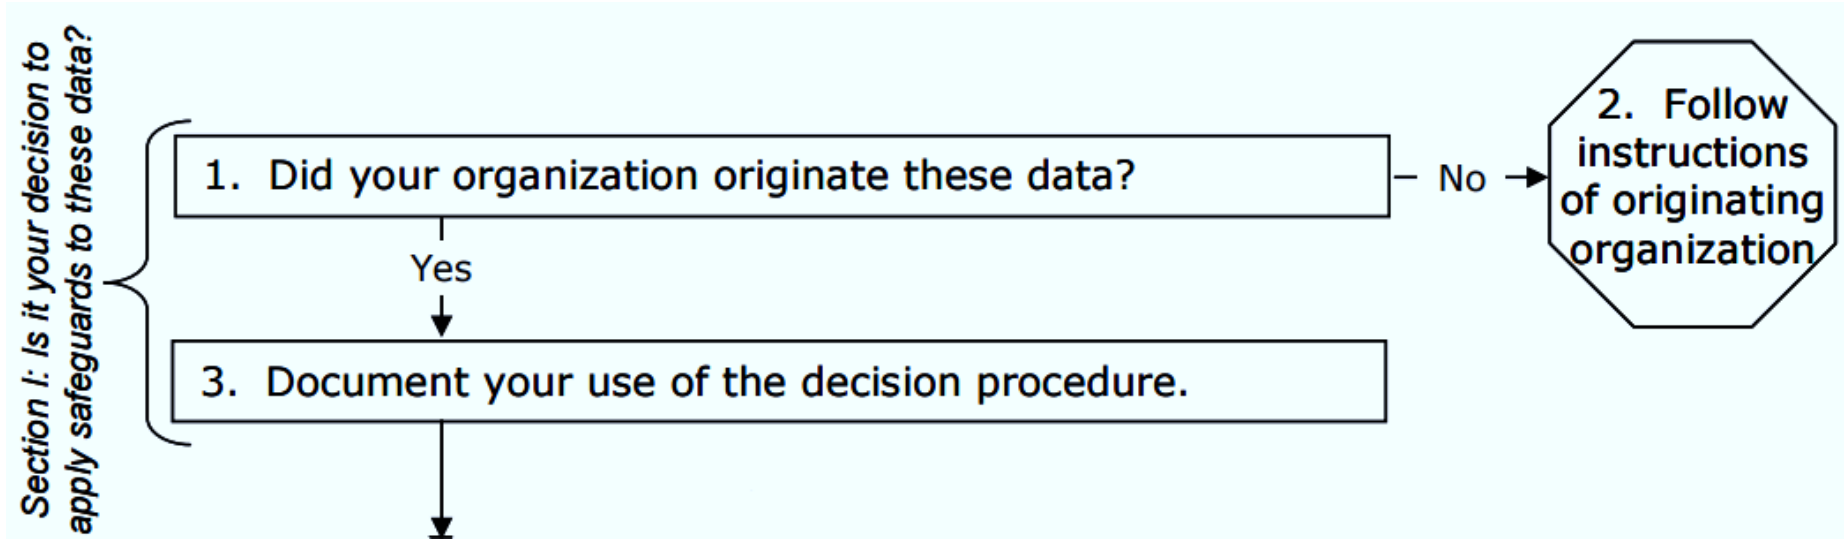 Section I: Is it your decision to
apply safeguards to these data?
1. Did your organization originate these data?
No
2. Follow
instructions
of originating
organization
Yes
3. Document your use of the decision procedure.